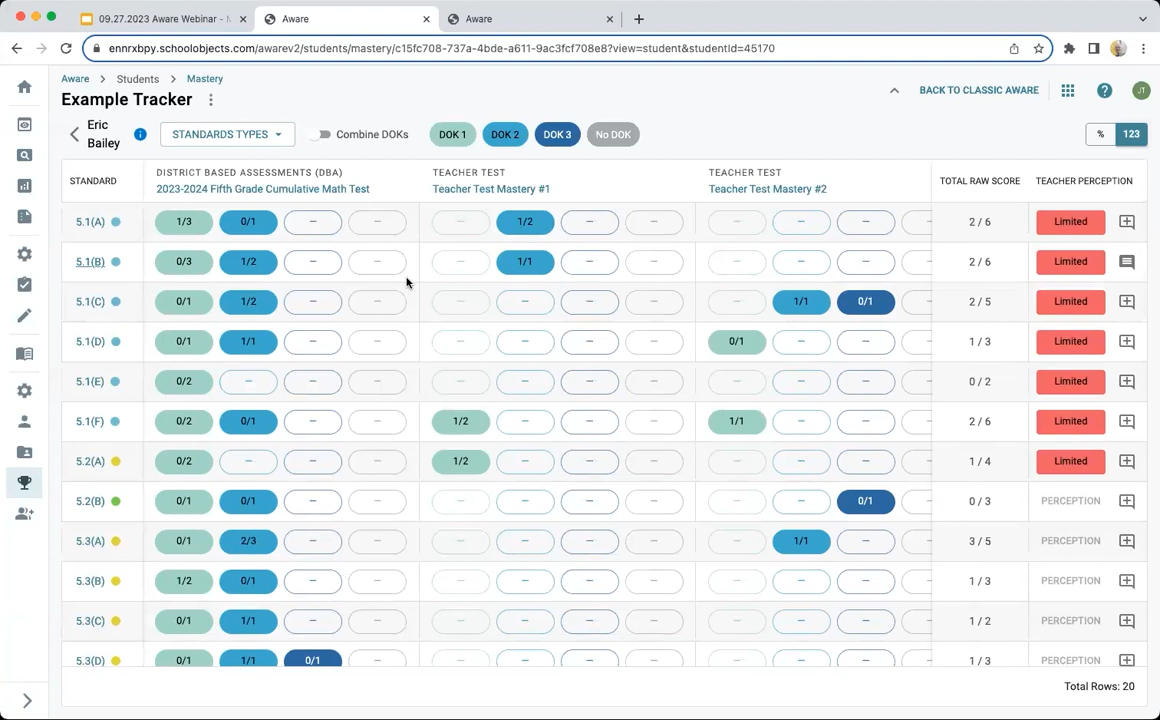 09.27.2023 Aware Webinar -
Aware
Aware
ennrxbpy.schoolobjects.com/awarev2/students/mastery/c15fc708-737a-4bde-a611-9ac3fcf708e8?view=student&studentId=45170
Aware > Students > Mastery
Example Tracker
BACK TO CLASSIC AWARE
JT
Eric
Bailey
STANDARDS TYPES
Combine DOKs
DOK 1
DOK 2
DOK 3
No DOK
%
123
STANDARD
DISTRICT BASED ASSESSMENTS (DBA)
2023-2024 Fifth Grade Cumulative Math Test
TEACHER TEST
Teacher Test Mastery #1
TEACHER TEST
Teacher Test Mastery #2
TOTAL RAW SCORE
TEACHER PERCEPTION
5.1(A) 1/3 0/1 – – – 1/2 – – – – – – 2 / 6 Limited
5.1(B) 0/3 1/2 – – – 1/1 – – – – – – 2 / 6 Limited
5.1(C) 0/1 1/2 – – – – – – – 1/1 0/1 – 2 / 5 Limited
5.1(D) 0/1 1/1 – – – – – – 0/1 – – – 1 / 3 Limited
5.1(E) 0/2 – – – – – – – – – – – 0 / 2 Limited
5.1(F) 0/2 0/1 – – 1/2 – – – 1/1 – – – 2 / 6 Limited
5.2(A) 0/2 – – – 1/2 – – – – – – – 1 / 4 Limited
5.2(B) 0/1 0/1 – – – – – – – – 0/1 – 0 / 3 PERCEPTION
5.3(A) 0/1 2/3 – – – – – – – 1/1 – – 3 / 5 PERCEPTION
5.3(B) 1/2 0/1 – – – – – – – – – – 1 / 3 PERCEPTION
5.3(C) 0/1 1/1 – – – – – – – – – – 1 / 2 PERCEPTION
5.3(D) 0/1 1/1 0/1 – – – – – – – – – 1 / 3 PERCEPTION
Total Rows: 20